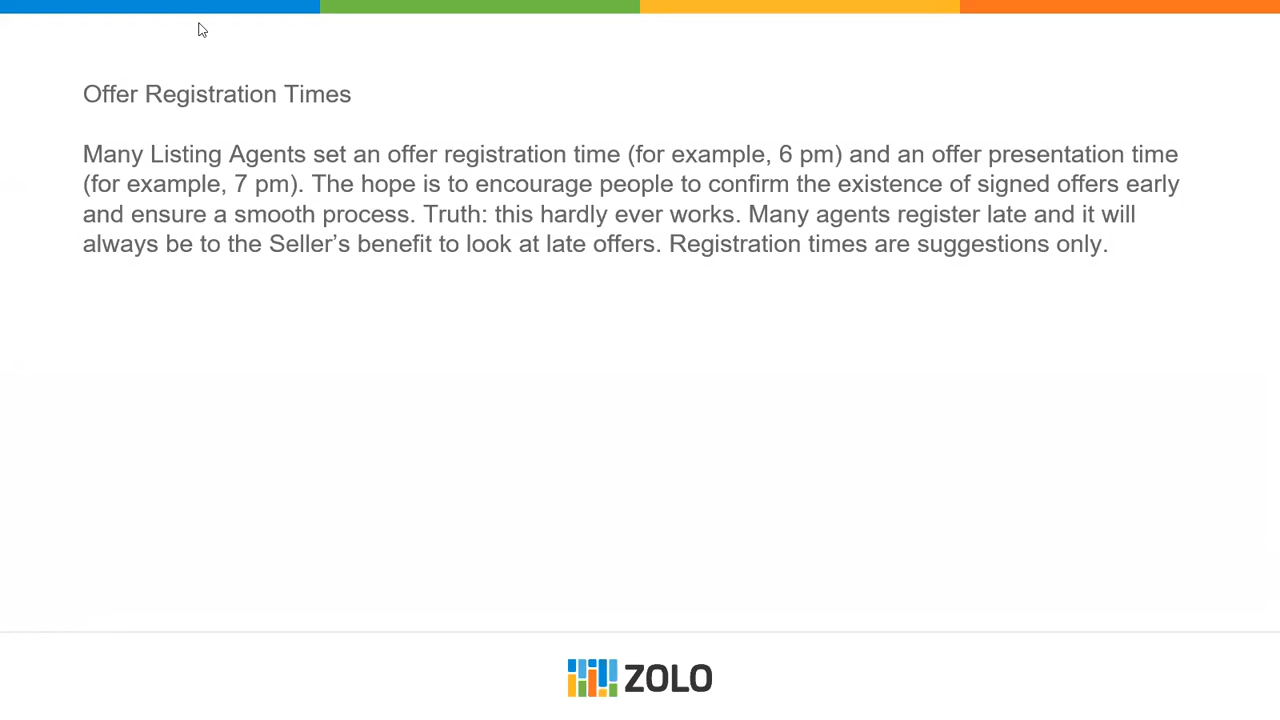 Offer Registration Times
Many Listing Agents set an offer registration time (for example, 6 pm) and an offer presentation time
(for example, 7 pm). The hope is to encourage people to confirm the existence of signed offers early
and ensure a smooth process. Truth: this hardly ever works. Many agents register late and it will
always be to the Seller’s benefit to look at late offers. Registration times are suggestions only.
ZOLO